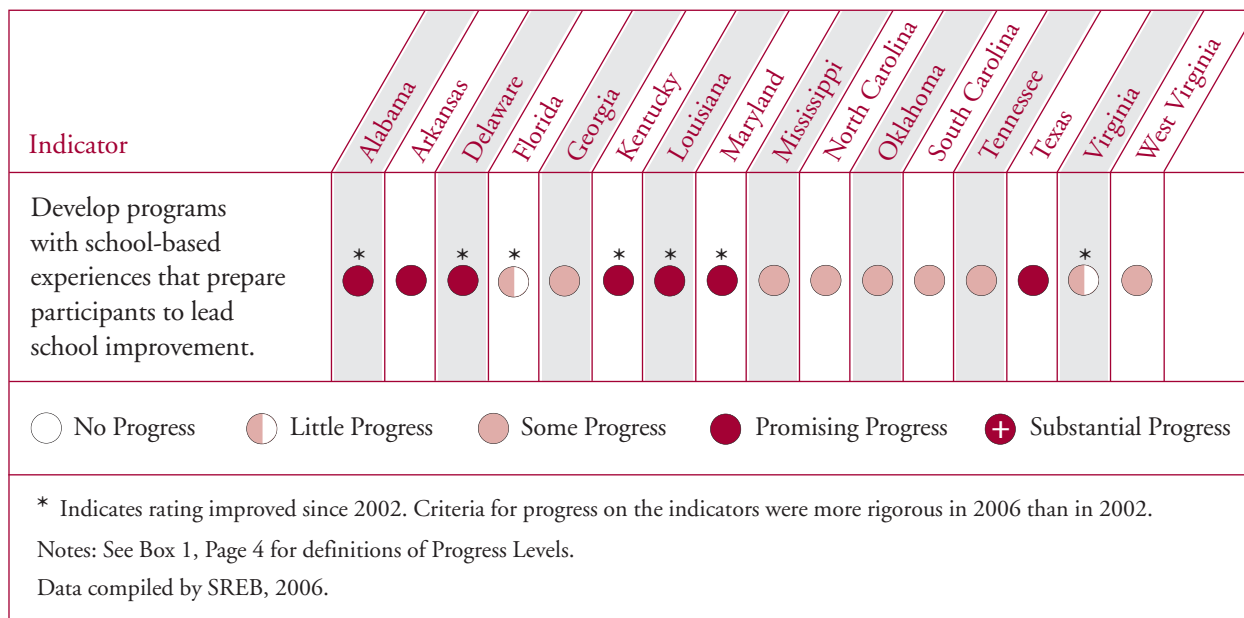 Indicator
Alabama
Arkansas
Delaware
Florida
Georgia
Kentucky
Louisiana
Maryland
Mississippi
North Carolina
Oklahoma
South Carolina
Tennessee
Texas
Virginia
West Virginia
Develop programs
with school-based
experiences that prepare
participants to lead
school improvement.
* * * * * * *
No Progress Little Progress Some Progress Promising Progress + Substantial Progress
* Indicates rating improved since 2002. Criteria for progress on the indicators were more rigorous in 2006 than in 2002.
Notes: See Box 1, Page 4 for definitions of Progress Levels.
Data compiled by SREB, 2006.